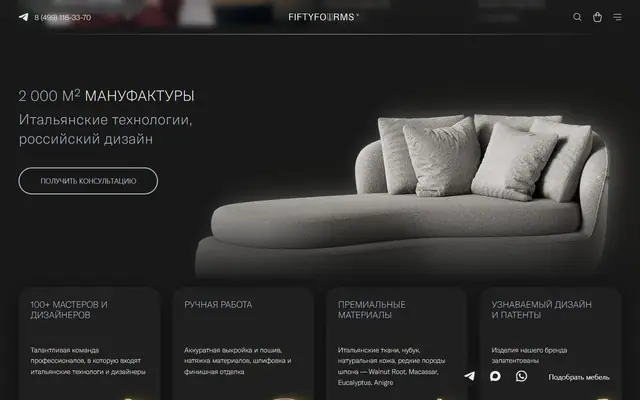 8 (499) 116-33-70
FIFTYFOURMS
2 000 М² МАНУФАКТУРЫ
Итальянские технологии,
российский дизайн
ПОЛУЧИТЬ КОНСУЛЬТАЦИЮ
100+ МАСТЕРОВ И
ДИЗАЙНЕРОВ
Талантливая команда
профессионалов, в которую входят
итальянские технологи и дизайнеры
РУЧНАЯ РАБОТА
Аккуратная выкройка и пошив,
натяжка материалов, шлифовка и
финишная отделка
ПРЕМИАЛЬНЫЕ
МАТЕРИАЛЫ
Итальянские ткани, нубук,
натуральная кожа, редкие породы
шпона — Walnut Root, Macassar,
Eucalyptus, Anigre
УЗНАВАЕМЫЙ ДИЗАЙН
И ПАТЕНТЫ
Изделия нашего бренда
запатентованы
Подобрать мебель